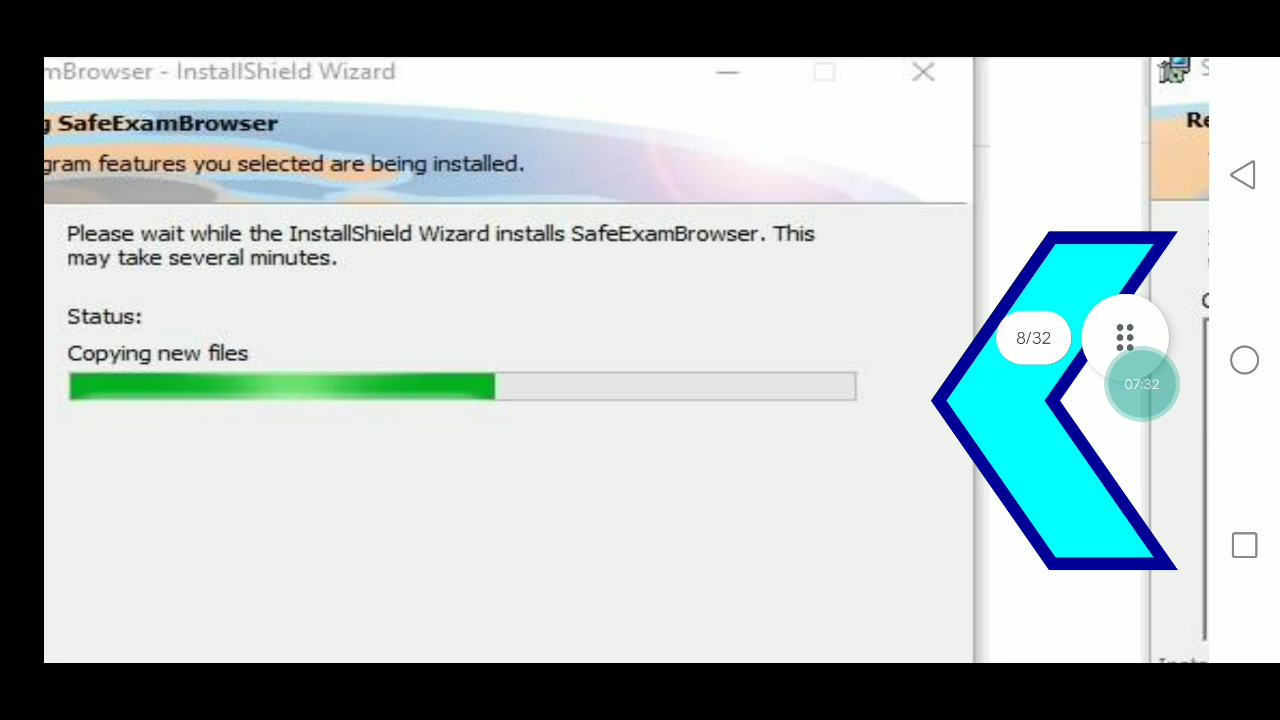 mBrowser - InstallShield Wizard
SafeExamBrowser
gram features you selected are being installed.
Please wait while the InstallShield Wizard installs SafeExamBrowser. This
may take several minutes.
Status:
Copying new files
8/32
07:32
Re